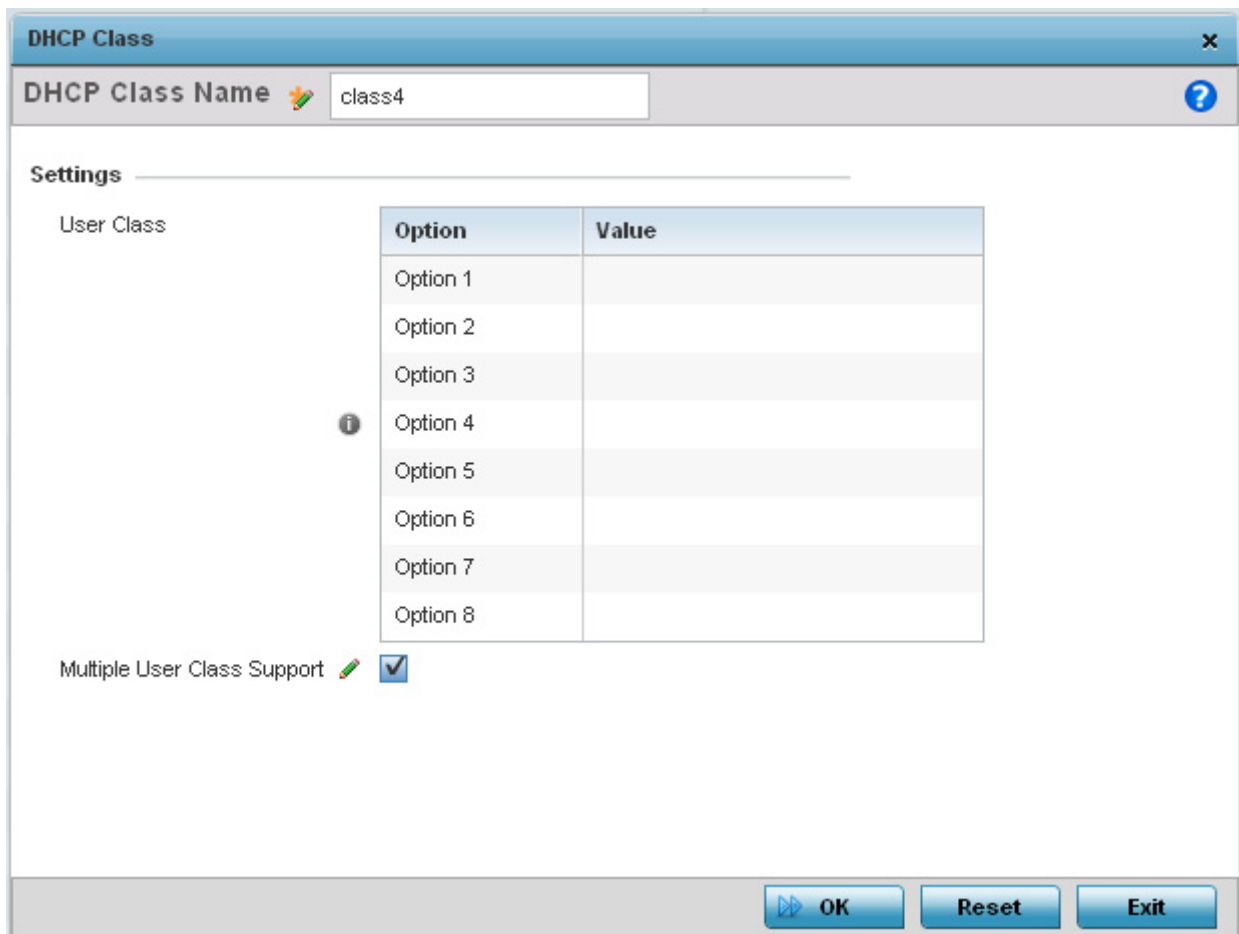 DHCP Class
DHCP Class Name class4
Settings
User Class
Option Value
Option 1
Option 2
Option 3
Option 4
Option 5
Option 6
Option 7
Option 8
Multiple User Class Support
OK Reset Exit